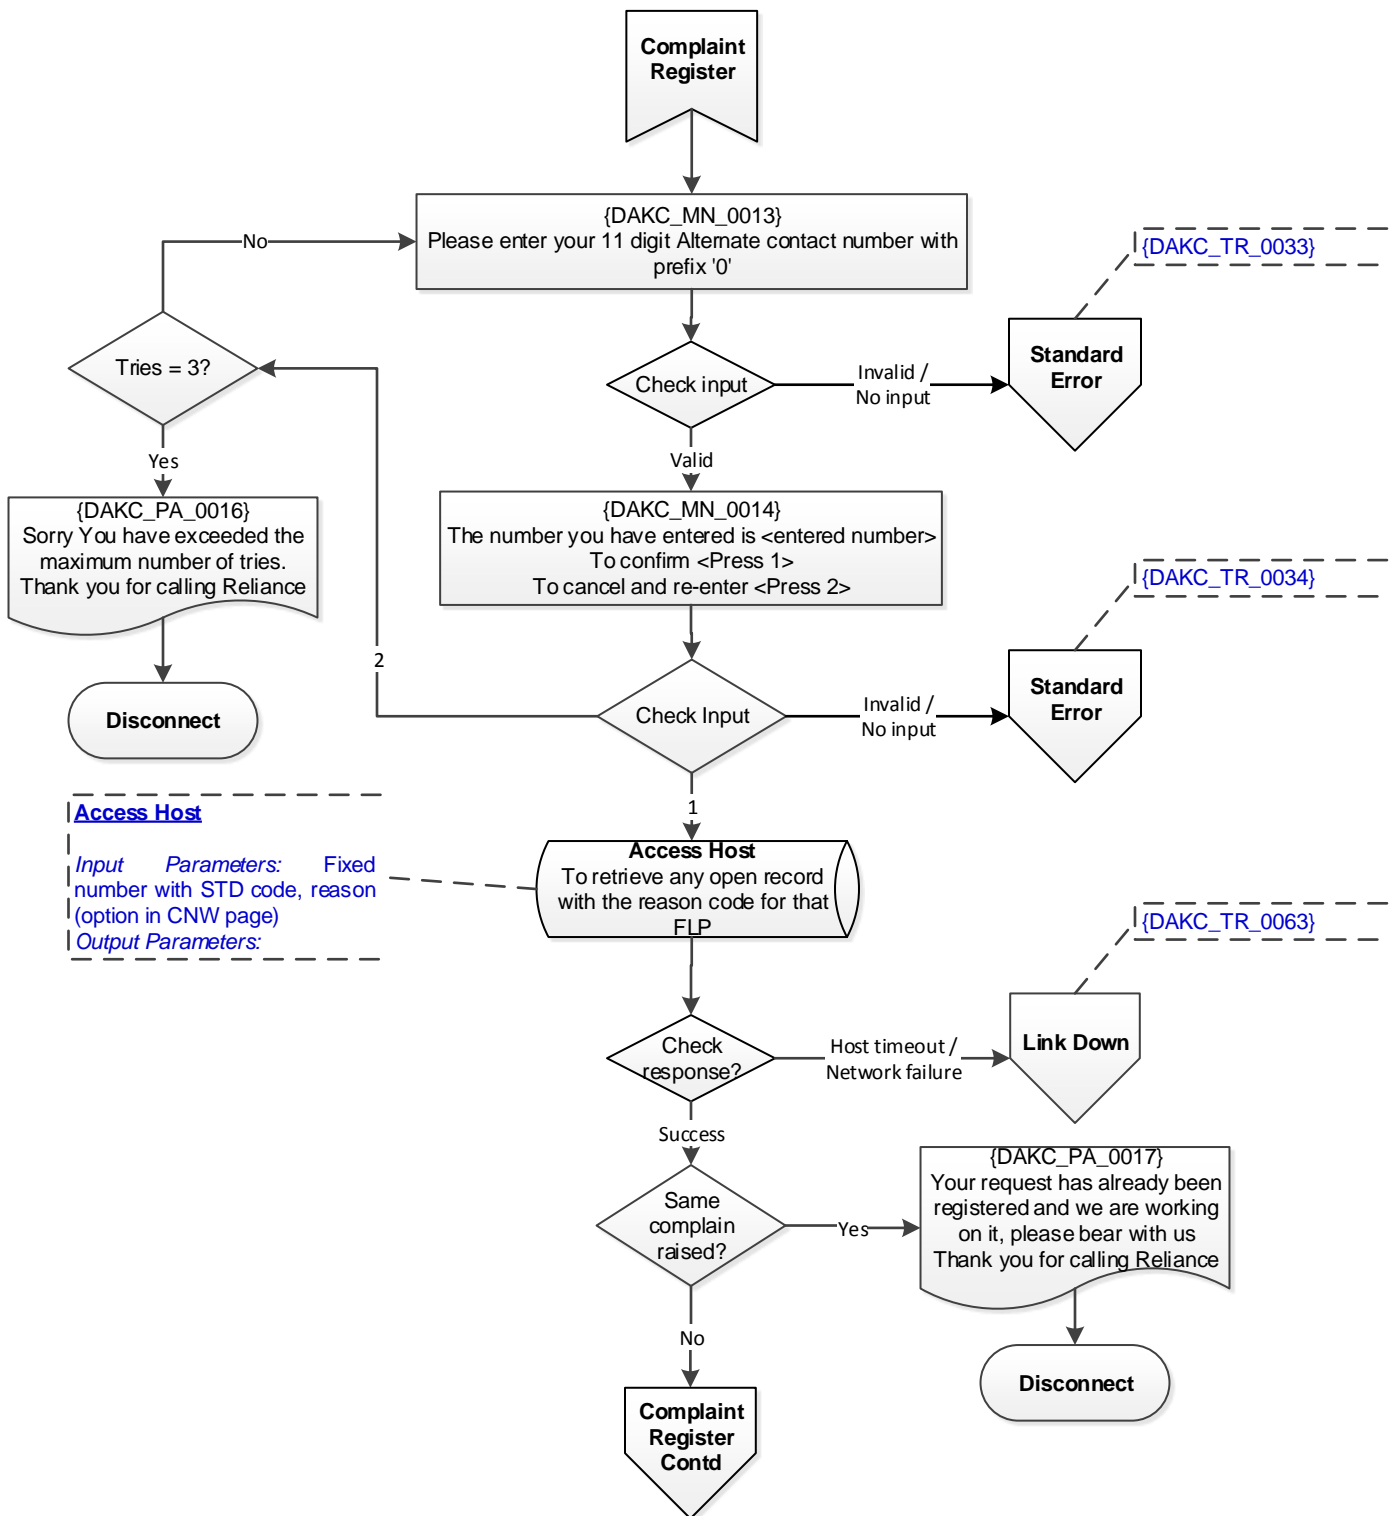 Complaint
Register
{DAKC_MN_0013}
Please enter your 11 digit Alternate contact number with
prefix '0'
No
{DAKC_TR_0033}
Tries = 3?
Check input
Invalid /
No input
Standard
Error
Yes
Valid
{DAKC_PA_0016}
Sorry You have exceeded the
maximum number of tries.
Thank you for calling Reliance
{DAKC_MN_0014}
The number you have entered is <entered number>
To confirm <Press 1>
To cancel and re-enter <Press 2>
{DAKC_TR_0034}
2
Disconnect
Check Input
Invalid /
No input
Standard
Error
1
Access Host
Input Parameters: Fixed
number with STD code, reason
(option in CNW page)
Output Parameters:
Access Host
To retrieve any open record
with the reason code for that
FLP
{DAKC_TR_0063}
Check
response?
Host timeout /
Network failure
Link Down
Success
Same
complain
raised?
Yes
{DAKC_PA_0017}
Your request has already been
registered and we are working
on it, please bear with us
Thank you for calling Reliance
No
Disconnect
Complaint
Register
Contd